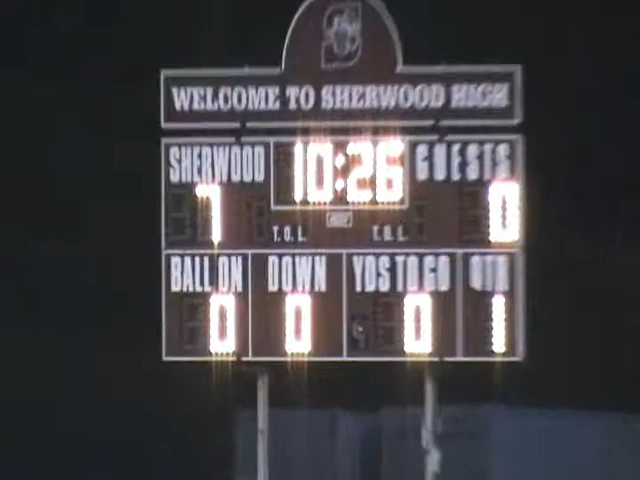 WELCOME TO SHERWOOD HIGH
SHERWOOD 10:26 GUESTS
7 T.O.L. T.O.L. 0
BALL ON DOWN YDS TO GO QTR
0 0 0 1